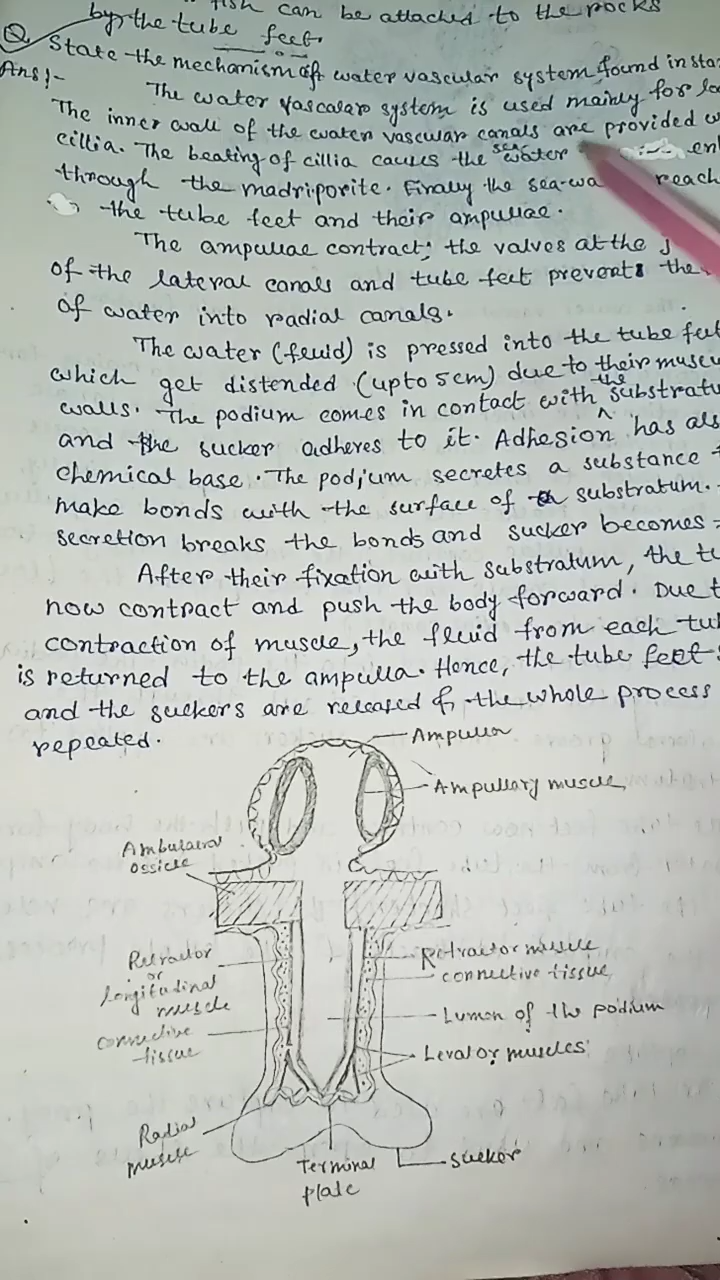 fish can be attached to the rocks
by the tube feet.
Q State the mechanism of water vascular system found in sta
Ans:- The water vascular system is used mainly for lo
The inner wall of the water vascular canals are provided w
cillia. The beating of cillia causes the sea water en
through the madriporite. Finally the sea-wa reach
the tube feet and their ampullae.
The ampullae contract; the valves at the j
of the lateral canals and tube feet prevents the
of water into radial canals.
The water (fluid) is pressed into the tube feet
which get distended (upto 5cm) due to their muscu
walls. The podium comes in contact with the substratu
and the sucker adheres to it. Adhesion has als
chemical base. The podium secretes a substance
make bonds with the surface of substratum.
secretion breaks the bonds and sucker becomes
After their fixation with substratum, the tu
now contract and push the body forward. Due t
contraction of muscle, the fluid from each tub
is returned to the ampulla. Hence, the tube feet s
and the suckers are released & the whole process
repeated.
Ampulla
Ampullary muscle
Ambulacral
ossicle
Retractor
or
longitudinal
muscle
connective
tissue
Radial
muscle
Terminal
plate
Retractor muscle
connective tissue
Lumen of the podium
Levator muscles
sucker